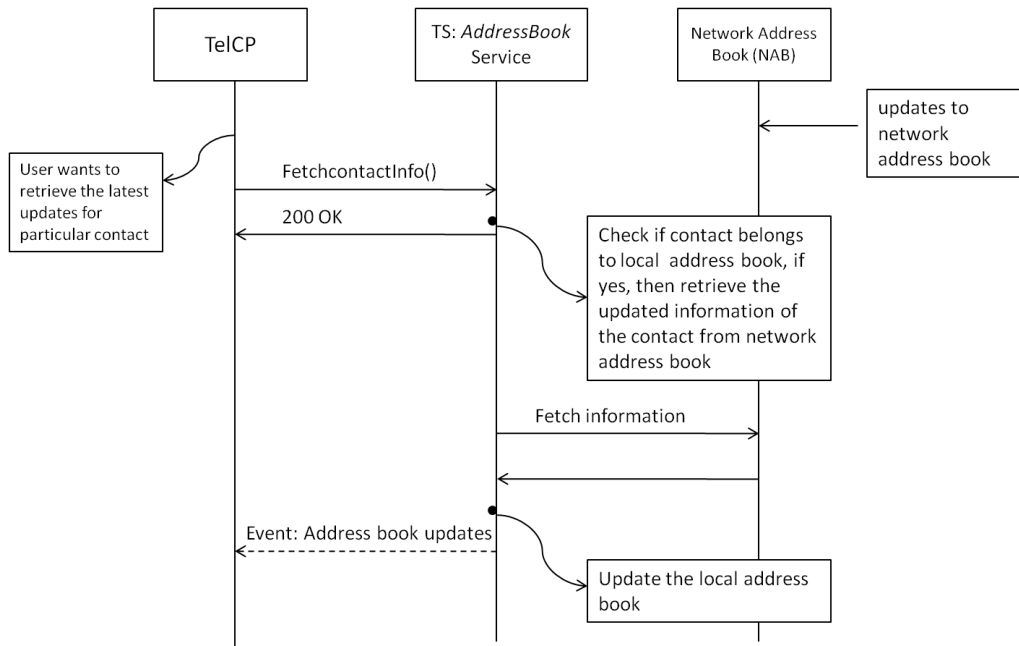 TelCP
TS: AddressBook
Service
Network Address
Book (NAB)
updates to
network
address book
User wants to
retrieve the latest
updates for
particular contact
FetchcontactInfo()
200 OK
Check if contact belongs
to local address book, if
yes, then retrieve the
updated information of
the contact from network
address book
Fetch information
Event: Address book updates
Update the local address
book